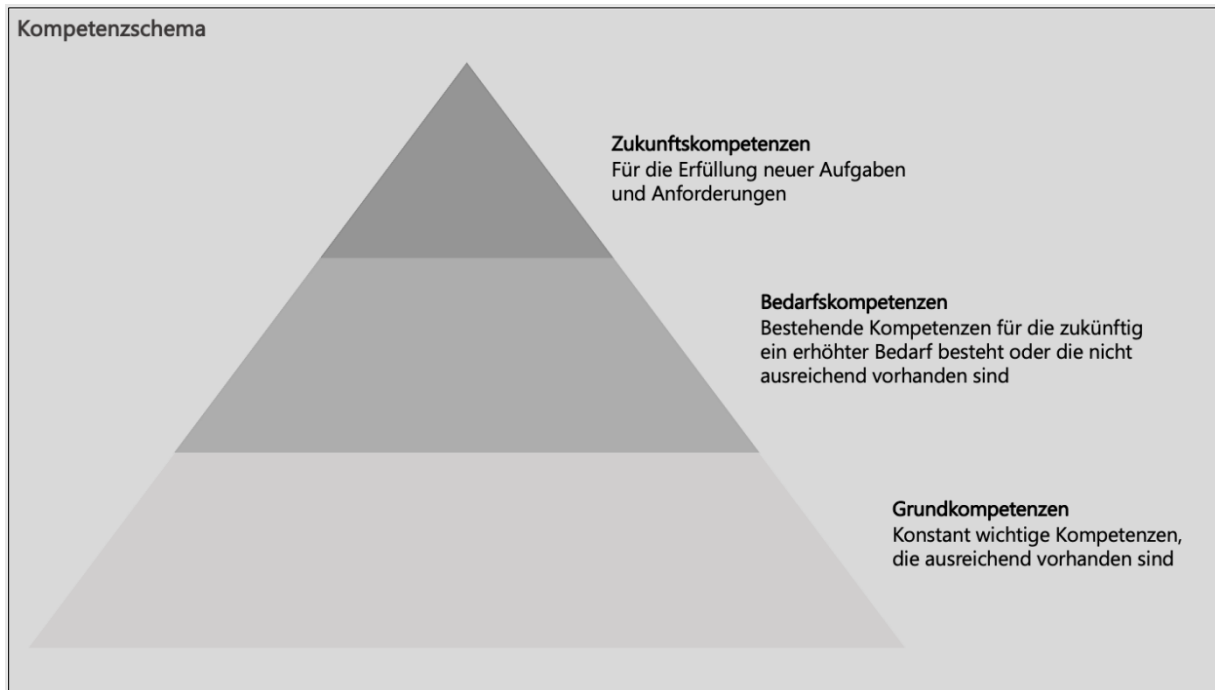 Kompetenzschema
Zukunftskompetenzen
Für die Erfüllung neuer Aufgaben
und Anforderungen
Bedarfskompetenzen
Bestehende Kompetenzen für die zukünftig
ein erhöhter Bedarf besteht oder die nicht
ausreichend vorhanden sind
Grundkompetenzen
Konstant wichtige Kompetenzen,
die ausreichend vorhanden sind